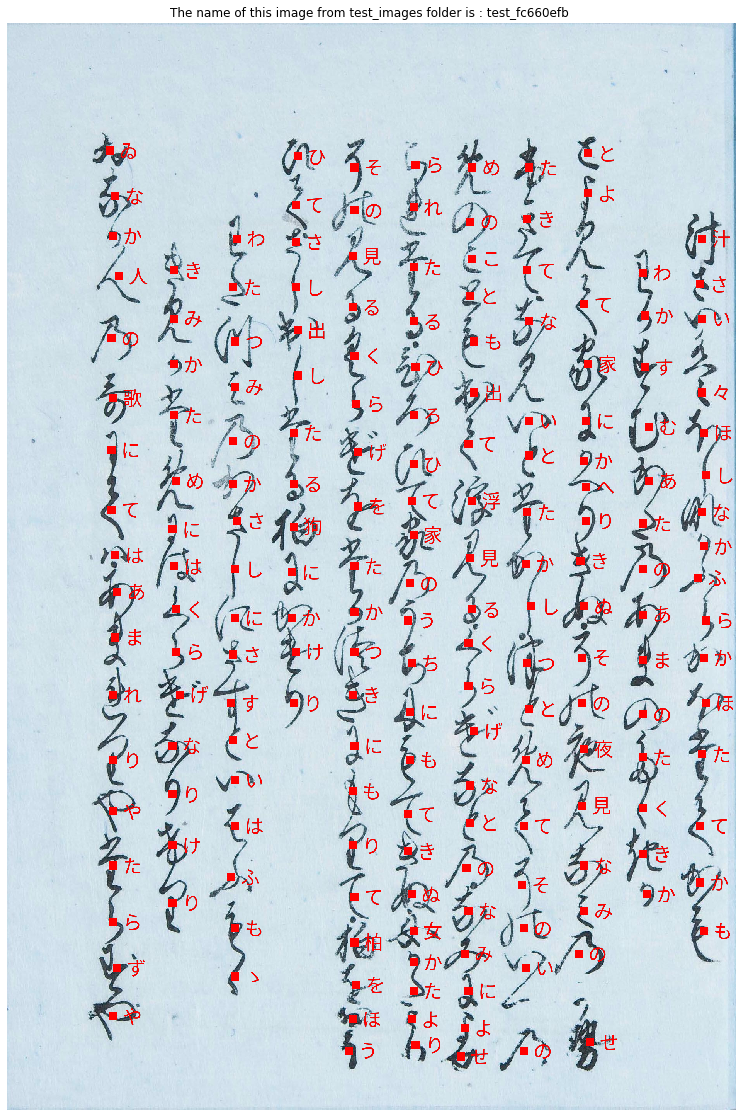 The name of this image from test_images folder is : test_fc660efb
汁さい々ほしなかふらかほたてかも
わかすむあたのあまのたくきか
とよて家にかへりきぬその夜見なみのせ
たきてないとたかしつとめてそのいの
めのことも出て浮見るくらげなとのなみによせ
られたるひろひて家のうちにもてきぬ女かたより
その見るくらげをたかつきにもりて柏をほう
ひてさし出したる狗にかけり
わたつみのかさしにさすといはふもゝ
きみかためにはくらげなりけり
ゐなか人の歌にてはあまれりやたらずや